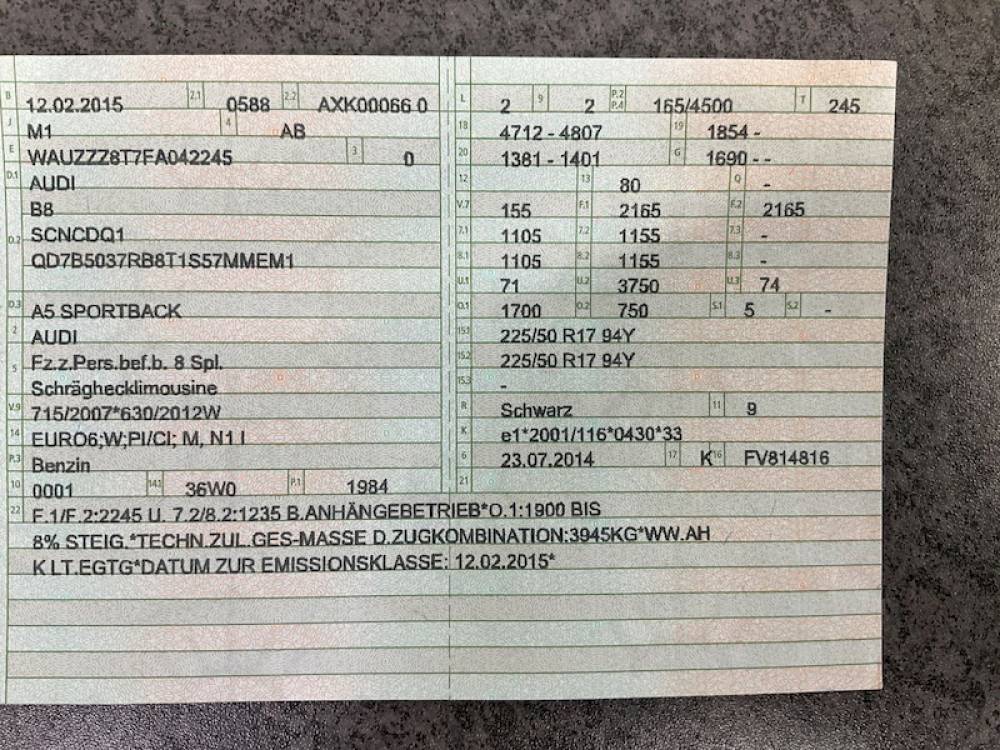 B 12.02.2015 2.1 0588 2.2 AXK00066 0
J M1 4 AB
E WAUZZZ8T7FA042245 3 0
D.1 AUDI
B8
D.2 SCNCDQ1
QD7B5037RB8T1S57MMEM1
D.3 A5 SPORTBACK
2 AUDI
5 Fz.z.Pers.bef.b. 8 Spl.
Schräghecklimousine
V.9 715/2007*630/2012W
14 EURO6;W;PI/CI; M, N1 I
P.3 Benzin
10 0001 14.1 36W0 P.1 1984
L 2 9 2 P.2 P.4 165/4500 T 245
18 4712 - 4807 19 1854 -
20 1381 - 1401 G 1690 - -
12 13 80 Q -
V.7 155 F.1 2165 F.2 2165
7.1 1105 7.2 1155 7.3 -
8.1 1105 8.2 1155 8.3 -
U.1 71 U.2 3750 U.3 74
O.1 1700 O.2 750 S.1 5 S.2 -
15.1 225/50 R17 94Y
15.2 225/50 R17 94Y
15.3 -
R Schwarz 11 9
K e1*2001/116*0430*33
6 23.07.2014 17 K 16 FV814816
21
22 F.1/F.2:2245 U. 7.2/8.2:1235 B.ANHÄNGEBETRIEB*O.1:1900 BIS
8% STEIG.*TECHN.ZUL.GES-MASSE D.ZUGKOMBINATION:3945KG*WW.AH
K LT.EGTG*DATUM ZUR EMISSIONSKLASSE: 12.02.2015*